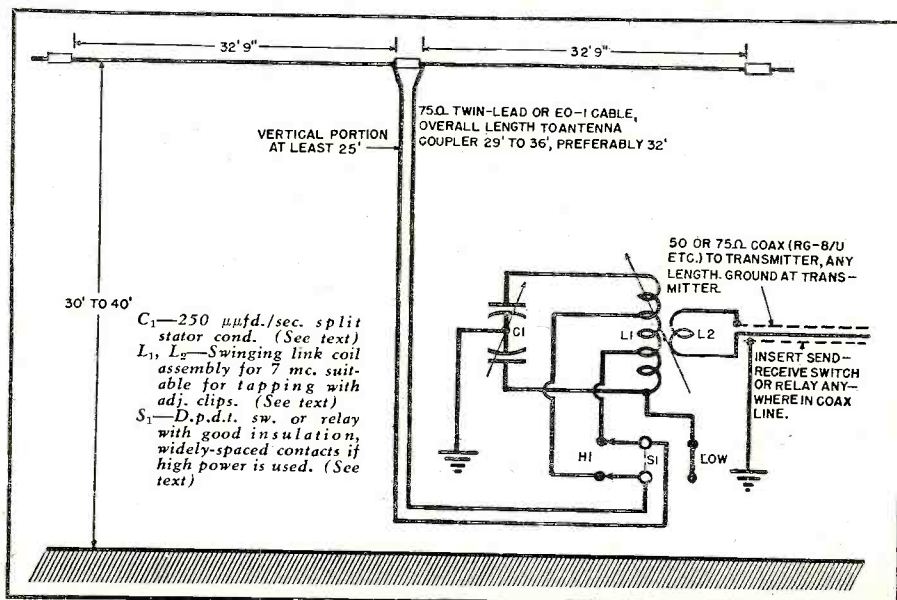 32'9"
32'9"
75Ω TWIN-LEAD OR EO-1 CABLE,
OVERALL LENGTH TO ANTENNA
COUPLER 29' TO 36', PREFERABLY 32'
VERTICAL PORTION
AT LEAST 25'
30' TO 40'
50 OR 75Ω COAX (RG-8/U
ETC.) TO TRANSMITTER, ANY
LENGTH. GROUND AT TRANS-
MITTER.
C1—250 μμfd./sec. split
stator cond. (See text)
L1, L2—Swinging link coil
assembly for 7 mc. suit-
able for tapping with
adj. clips. (See text)
S1—D.p.d.t. sw. or relay
with good insulation,
widely-spaced contacts if
high power is used. (See
text)
C1
L1
L2
INSERT SEND-
RECEIVE SWITCH
OR RELAY ANY-
WHERE IN COAX
LINE.
HI
S1
LOW